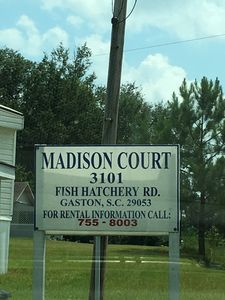 MADISON COURT
3101
FISH HATCHERY RD.
GASTON, S.C. 29053
FOR RENTAL INFORMATION CALL:
755-8003